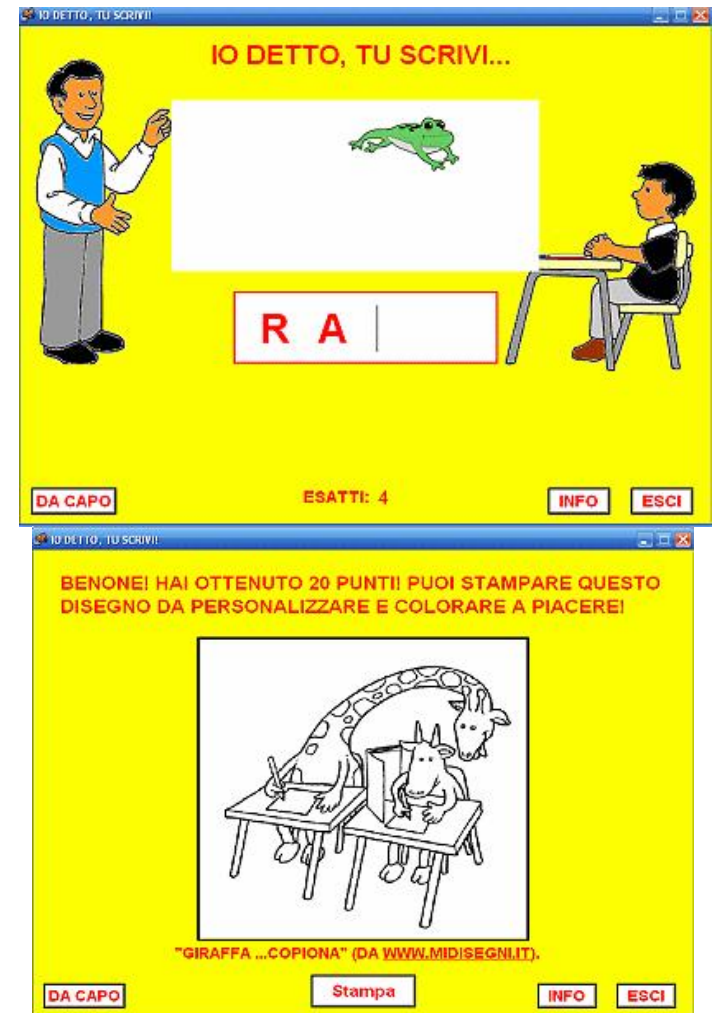 IO DETTO, TU SCRIVI!
IO DETTO, TU SCRIVI...
R A
ESATTI: 4
DA CAPO
INFO
ESCI
IO DETTO, TU SCRIVI!
BENONE! HAI OTTENUTO 20 PUNTI! PUOI STAMPARE QUESTO
DISEGNO DA PERSONALIZZARE E COLORARE A PIACERE!
"GIRAFFA ...COPIONA" (DA WWW.MIDISEGNI.IT).
DA CAPO
Stampa
INFO
ESCI